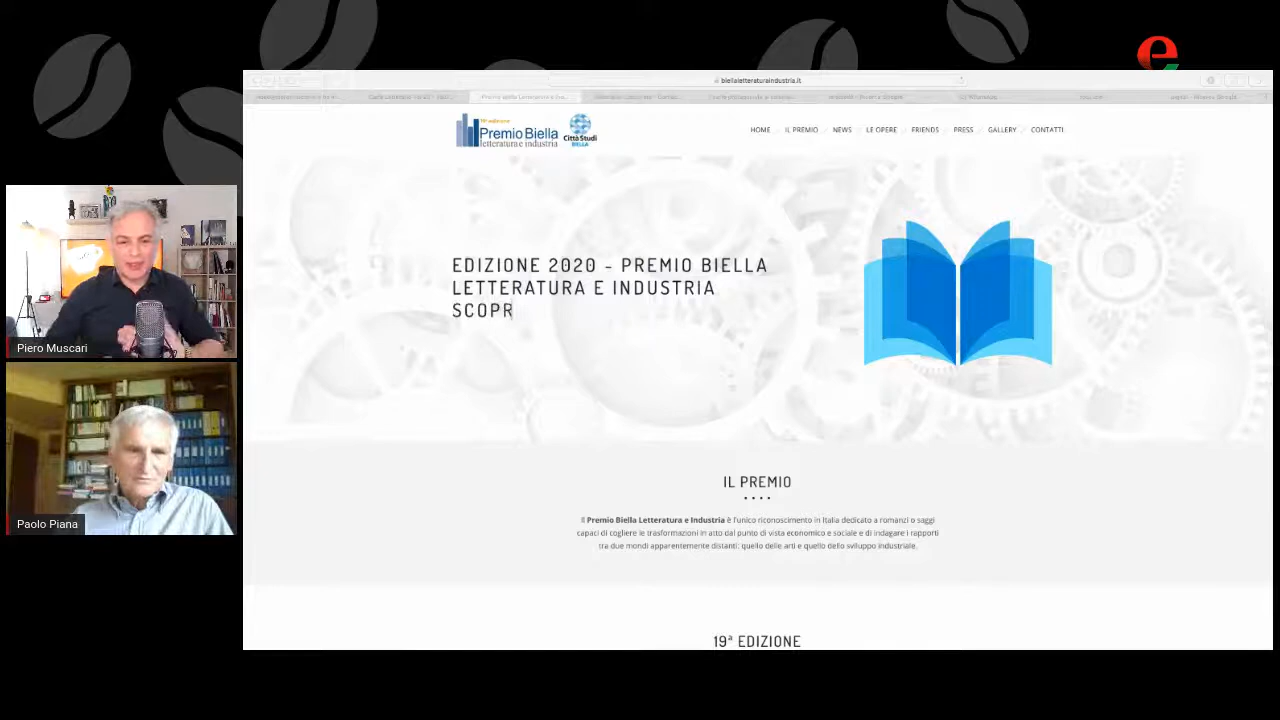 e
biellaletteraturaindustria.it
Premio Biella
letteratura e industria
Città Studi
BIELLA
HOME / IL PREMIO / NEWS / LE OPERE / FRIENDS / PRESS / GALLERY / CONTATTI
EDIZIONE 2020 - PREMIO BIELLA
LETTERATURA E INDUSTRIA
SCOPR
Piero Muscari
Paolo Piana
IL PREMIO
Il Premio Biella Letteratura e Industria è l'unico riconoscimento in Italia dedicato a romanzi o saggi
capaci di cogliere le trasformazioni in atto dal punto di vista economico e sociale e di indagare i rapporti
tra due mondi apparentemente distanti: quello delle arti e quello dello sviluppo industriale.
19ª EDIZIONE